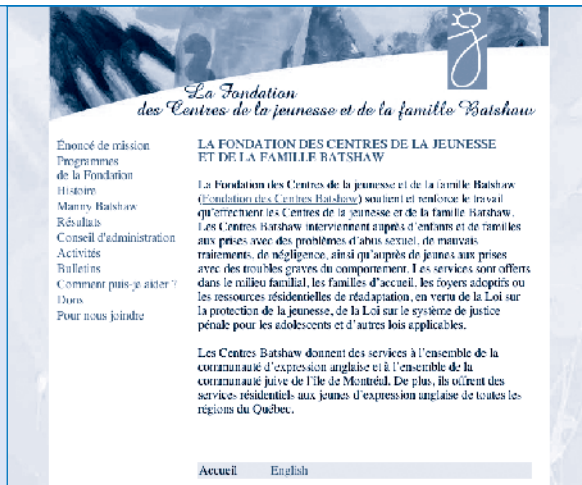 La Fondation
des Centres de la jeunesse et de la famille Batshaw
Énoncé de mission
Programmes
de la Fondation
Histoire
Manny Batshaw
Résultats
Conseil d'administration
Activités
Bulletins
Comment puis-je aider ?
Dons
Pour nous joindre
LA FONDATION DES CENTRES DE LA JEUNESSE
ET DE LA FAMILLE BATSHAW
La Fondation des Centres de la jeunesse et de la famille Batshaw
(Fondation des Centres Batshaw) soutient et renforce le travail
qu'effectuent les Centres de la jeunesse et de la famille Batshaw.
Les Centres Batshaw interviennent auprès d'enfants et de familles
aux prises avec des problèmes d'abus sexuel, de mauvais
traitements, de négligence, ainsi qu'auprès de jeunes aux prises
avec des troubles graves du comportement. Les services sont offerts
dans le milieu familial, les familles d'accueil, les foyers adoptifs ou
les ressources résidentielles de réadaptation, en vertu de la Loi sur
la protection de la jeunesse, de la Loi sur le système de justice
pénale pour les adolescents et d'autres lois applicables.
Les Centres Batshaw donnent des services à l'ensemble de la
communauté d'expression anglaise et à l'ensemble de la
communauté juive de l'île de Montréal. De plus, ils offrent des
services résidentiels aux jeunes d'expression anglaise de toutes les
régions du Québec.
Accueil English